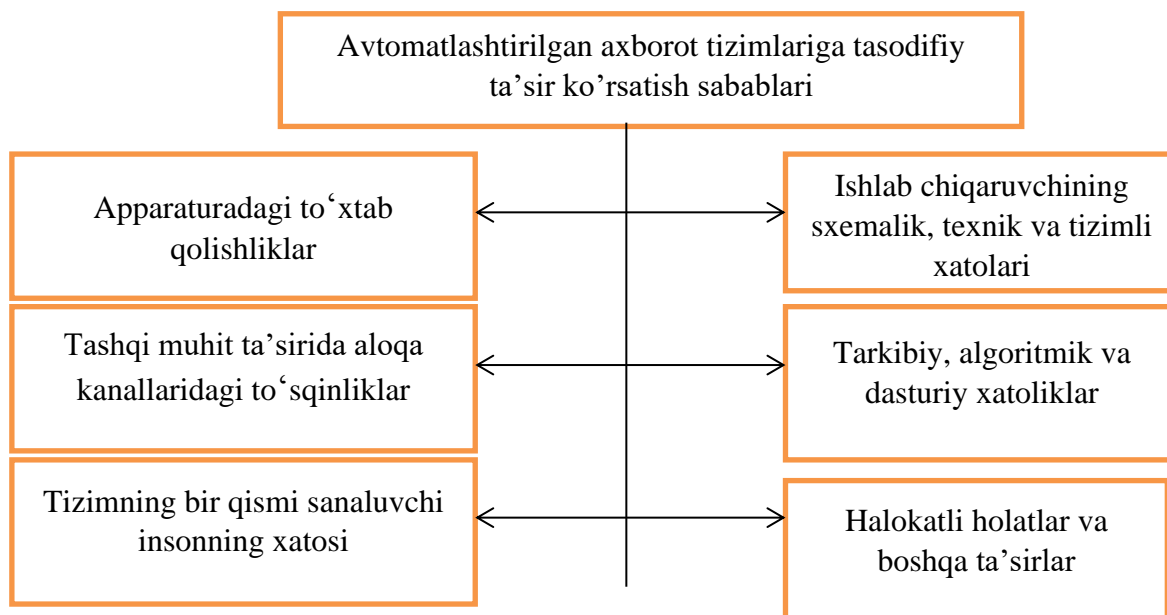 Avtomatlashtirilgan axborot tizimlariga tasodifiy
ta’sir ko’rsatish sabablari
Apparaturadagi to‘xtab
qolishliklar
Ishlab chiqaruvchining
sxemalik, texnik va tizimli
xatolari
Tashqi muhit ta’sirida aloqa
kanallaridagi to‘sqinliklar
Tarkibiy, algoritmik va
dasturiy xatoliklar
Tizimning bir qismi sanaluvchi
insonning xatosi
Halokatli holatlar va
boshqa ta’sirlar